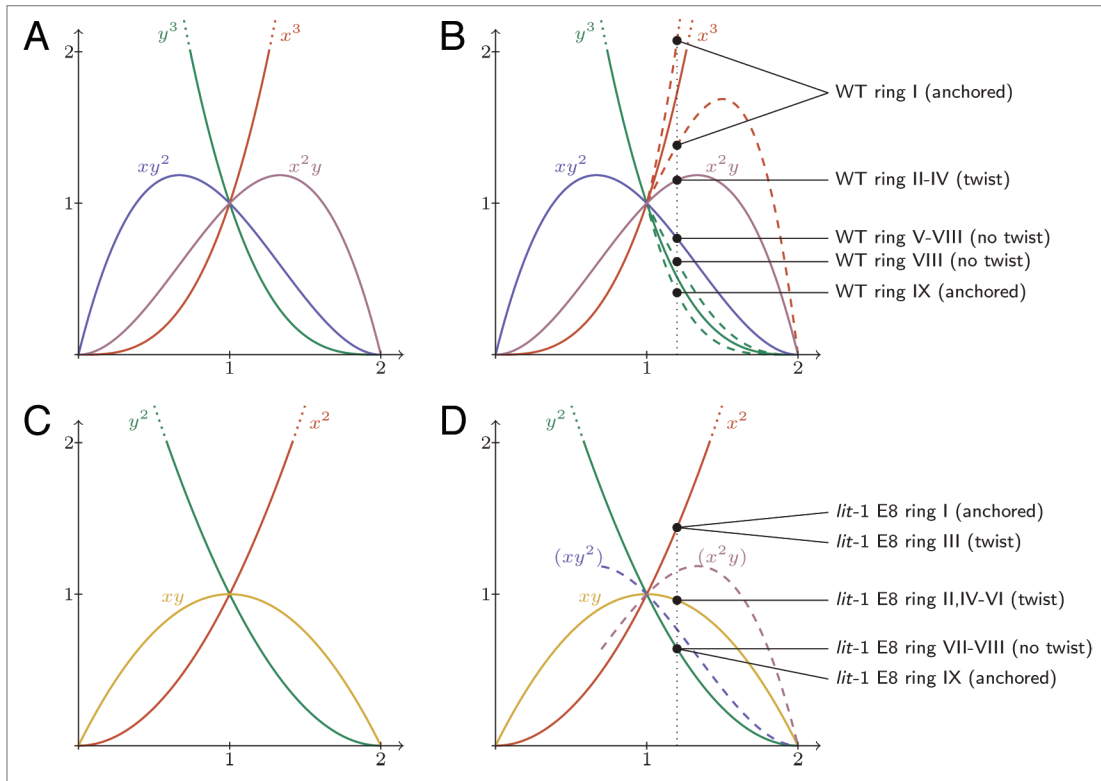 A
y³
x³
2
xy²
x²y
1
1
2
B
y³
x³
2
WT ring I (anchored)
xy²
x²y
WT ring II-IV (twist)
1
WT ring V-VIII (no twist)
WT ring VIII (no twist)
WT ring IX (anchored)
1
2
C
y²
x²
2
xy
1
1
2
D
y²
x²
2
lit-1 E8 ring I (anchored)
lit-1 E8 ring III (twist)
(xy²)
(x²y)
xy
1
lit-1 E8 ring II,IV-VI (twist)
lit-1 E8 ring VII-VIII (no twist)
lit-1 E8 ring IX (anchored)
1
2